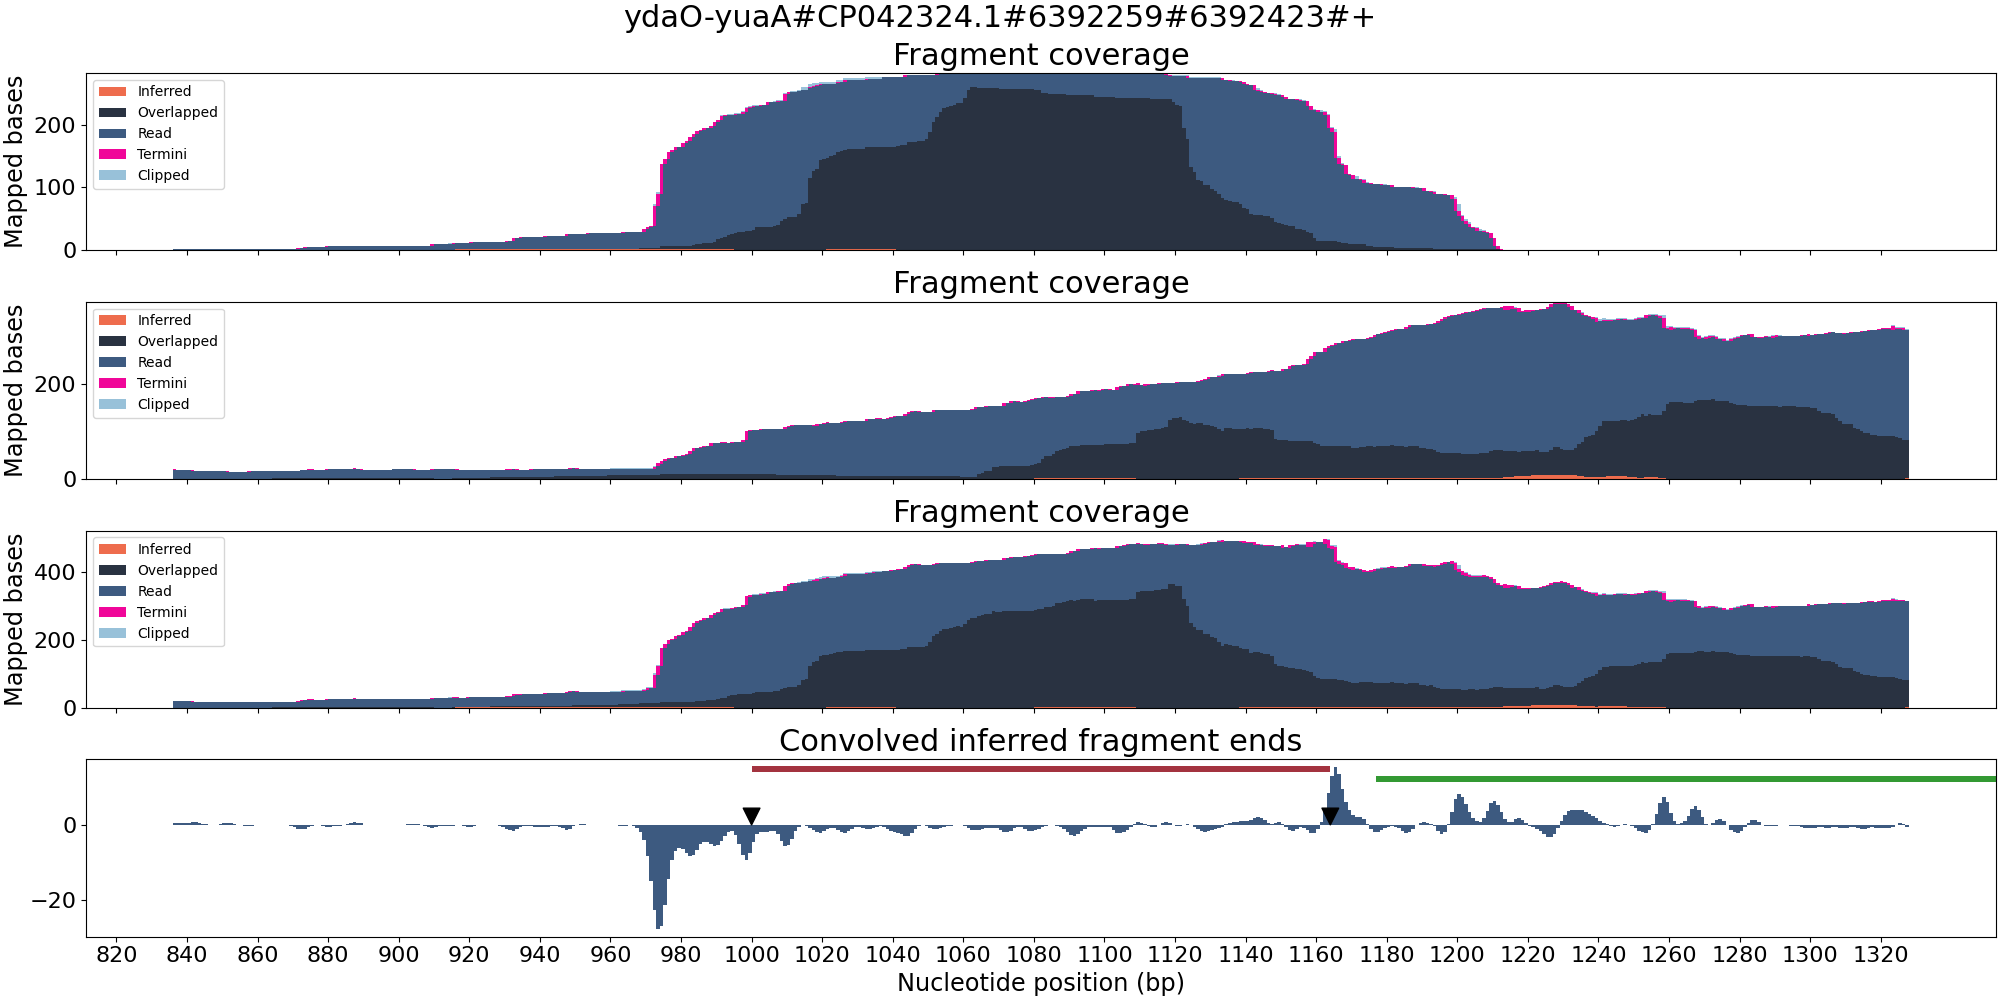 ydaO-yuaA#CP042324.1#6392259#6392423#+
Fragment coverage
Mapped bases
200
100
0
Inferred
Overlapped
Read
Termini
Clipped
Fragment coverage
Mapped bases
200
0
Inferred
Overlapped
Read
Termini
Clipped
Fragment coverage
Mapped bases
400
200
0
Inferred
Overlapped
Read
Termini
Clipped
Convolved inferred fragment ends
0
−20
820 840 860 880 900 920 940 960 980 1000 1020 1040 1060 1080 1100 1120 1140 1160 1180 1200 1220 1240 1260 1280 1300 1320
Nucleotide position (bp)